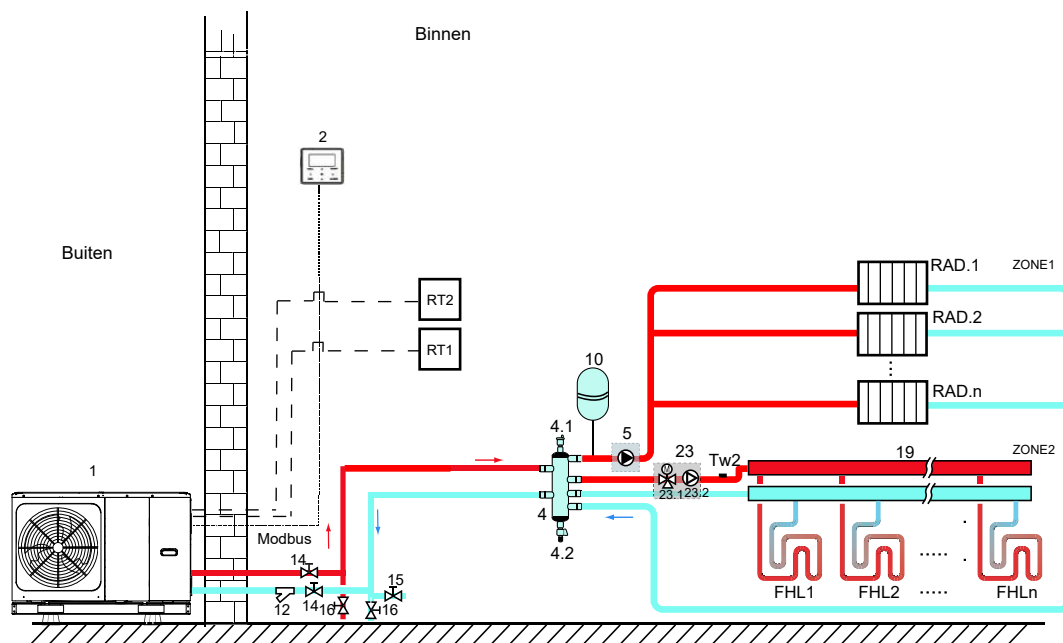 Binnen
2
Buiten
RT2
RT1
RAD.1
ZONE1
RAD.2
RAD.n
10
4.1
5
23
Tw2
19
ZONE2
M
23.1
23.2
1
4
4.2
Modbus
14
15
12
14
16
16
FHL1
FHL2
FHLn